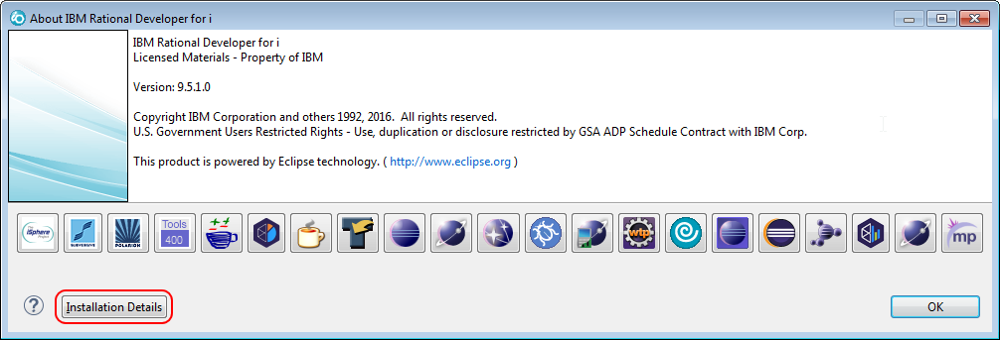 About IBM Rational Developer for i
IBM Rational Developer for i
Licensed Materials - Property of IBM
Version: 9.5.1.0
Copyright IBM Corporation and others 1992, 2016.  All rights reserved.
U.S. Government Users Restricted Rights - Use, duplication or disclosure restricted by GSA ADP Schedule Contract with IBM Corp.
This product is powered by Eclipse technology. ( http://www.eclipse.org )
iSphere
Project
SUBVERSIVE
POLARION
Tools
400
wtp
mp
?
Installation Details
OK